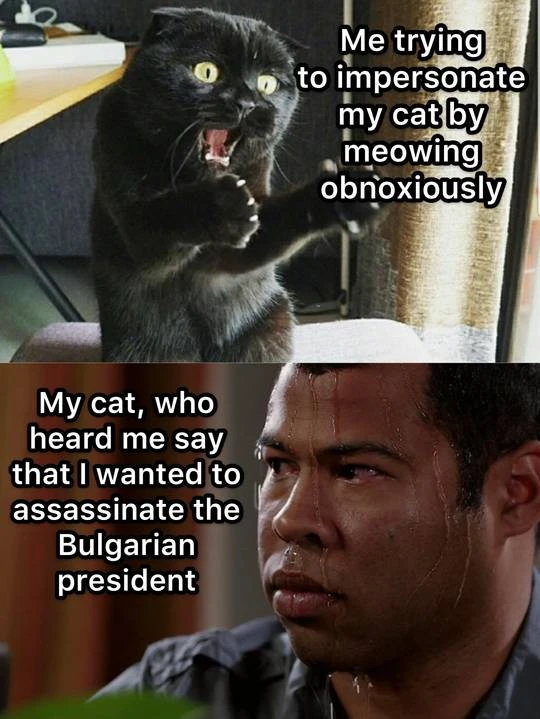 Me trying
to impersonate
my cat by
meowing
obnoxiously
My cat, who
heard me say
that I wanted to
assassinate the
Bulgarian
president